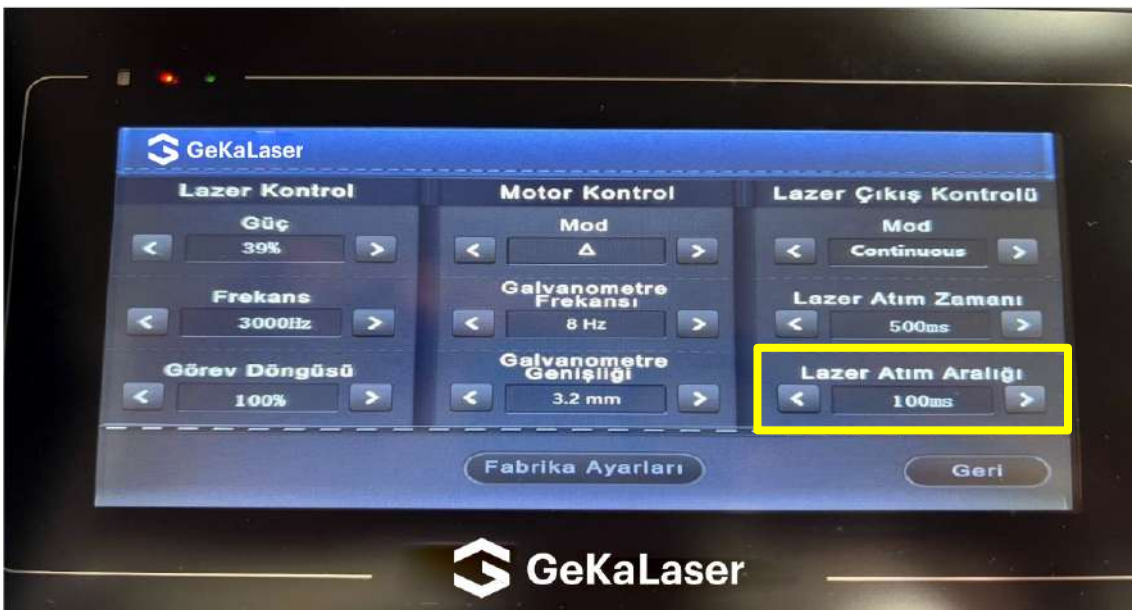 GeKaLaser
Lazer Kontrol
Güç
< 39% >
Frekans
< 3000Hz >
Görev Döngüsü
< 100% >
Motor Kontrol
Mod
< Δ >
Galvanometre
Frekansı
< 8 Hz >
Galvanometre
Genişliği
< 3.2 mm >
Lazer Çıkış Kontrolü
Mod
< Continuous >
Lazer Atım Zamanı
< 500ms >
Lazer Atım Aralığı
< 100ms >
Fabrika Ayarları
Geri
GeKaLaser